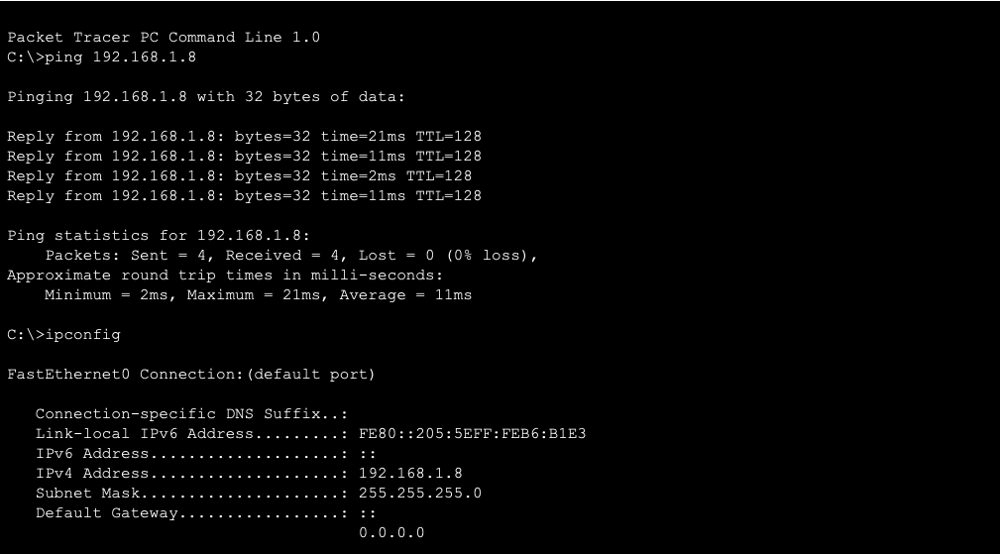 Packet Tracer PC Command Line 1.0
C:\>ping 192.168.1.8
Pinging 192.168.1.8 with 32 bytes of data:
Reply from 192.168.1.8: bytes=32 time=21ms TTL=128
Reply from 192.168.1.8: bytes=32 time=11ms TTL=128
Reply from 192.168.1.8: bytes=32 time=2ms TTL=128
Reply from 192.168.1.8: bytes=32 time=11ms TTL=128
Ping statistics for 192.168.1.8:
    Packets: Sent = 4, Received = 4, Lost = 0 (0% loss),
Approximate round trip times in milli-seconds:
    Minimum = 2ms, Maximum = 21ms, Average = 11ms
C:\>ipconfig
FastEthernet0 Connection:(default port)
   Connection-specific DNS Suffix..:
   Link-local IPv6 Address.........: FE80::205:5EFF:FEB6:B1E3
   IPv6 Address....................: ::
   IPv4 Address....................: 192.168.1.8
   Subnet Mask.....................: 255.255.255.0
   Default Gateway.................: ::
                                     0.0.0.0